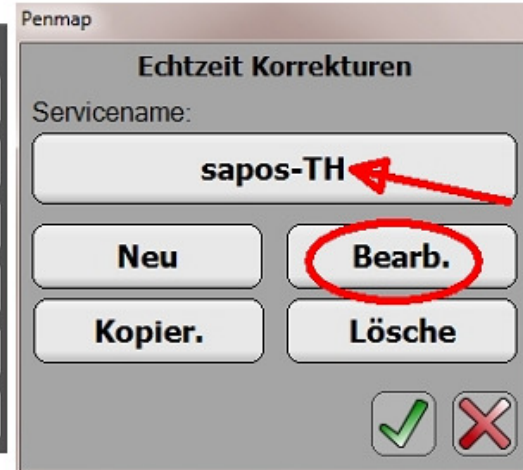 Penmap
Echtzeit Korrekturen
Servicename:
sapos-TH
Neu Bearb.
Kopier. Lösche